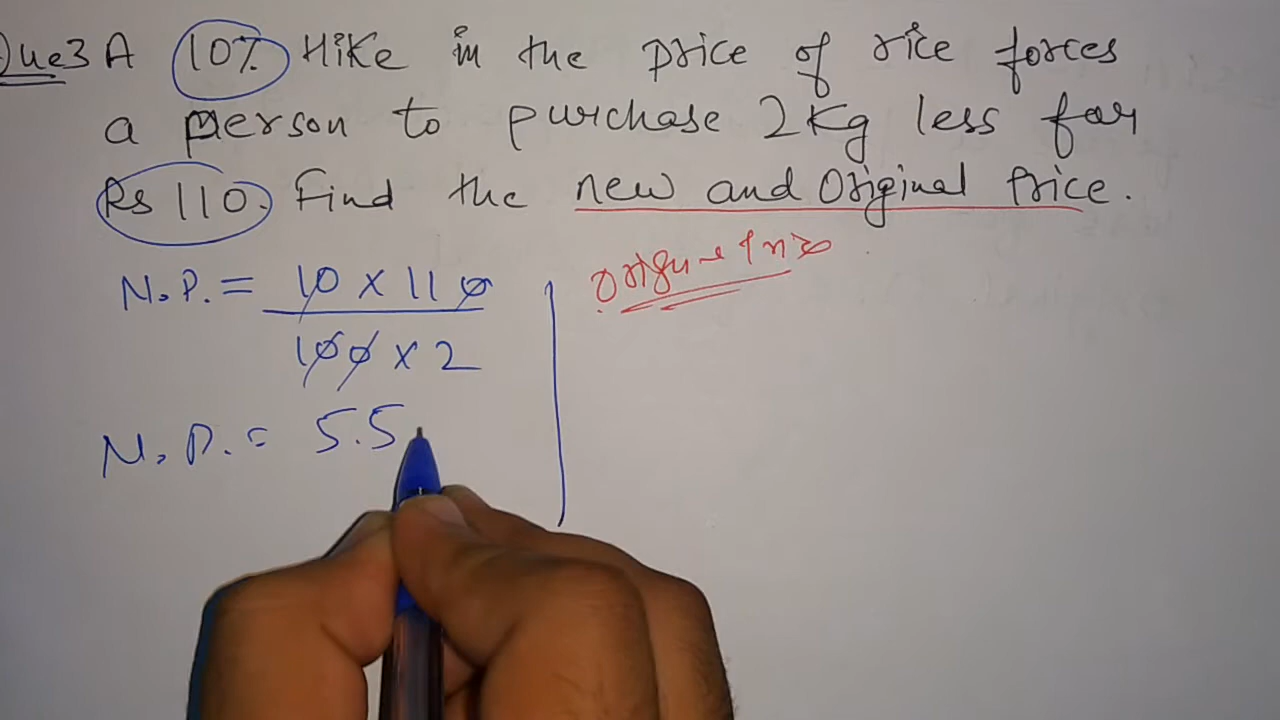 Que3 A 10% Hike in the price of rice forces
a person to purchase 2Kg less for
Rs 110. Find the new and Original Price.
N.P. = 10 x 110
100 x 2
N.P. = 5.5